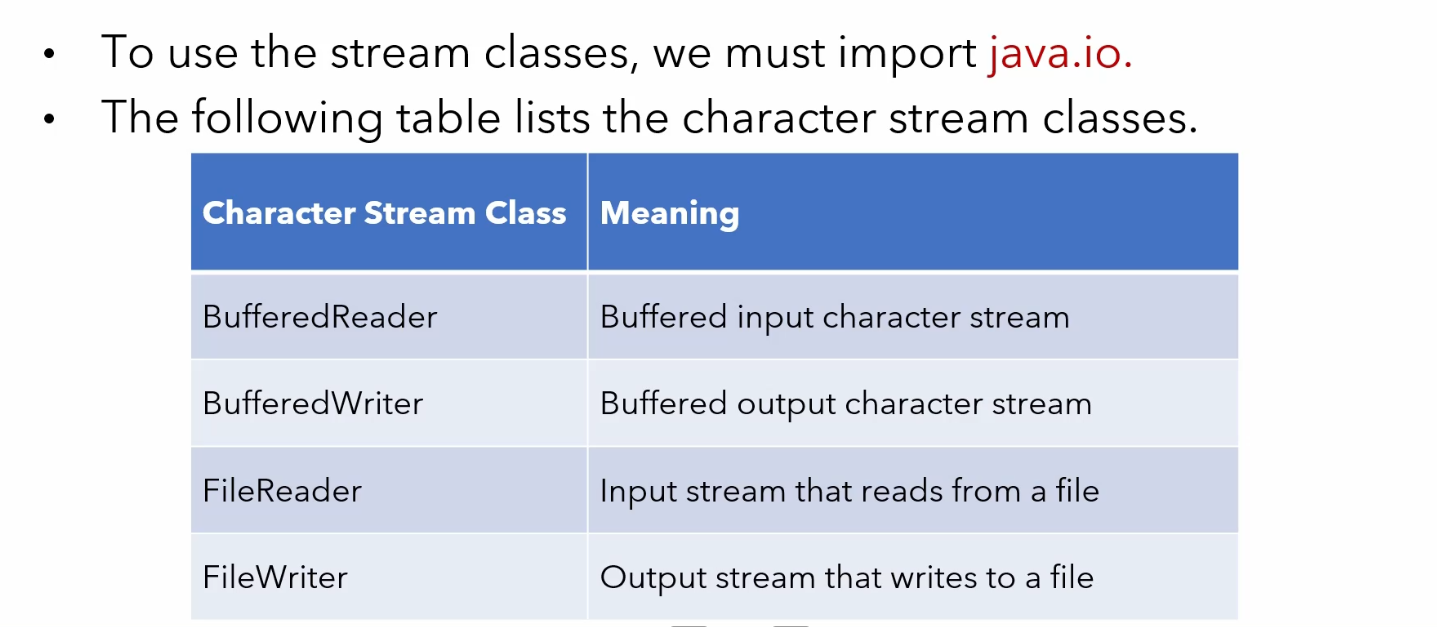 • To use the stream classes, we must import java.io.
• The following table lists the character stream classes.
Character Stream Class Meaning
BufferedReader Buffered input character stream
BufferedWriter Buffered output character stream
FileReader Input stream that reads from a file
FileWriter Output stream that writes to a file